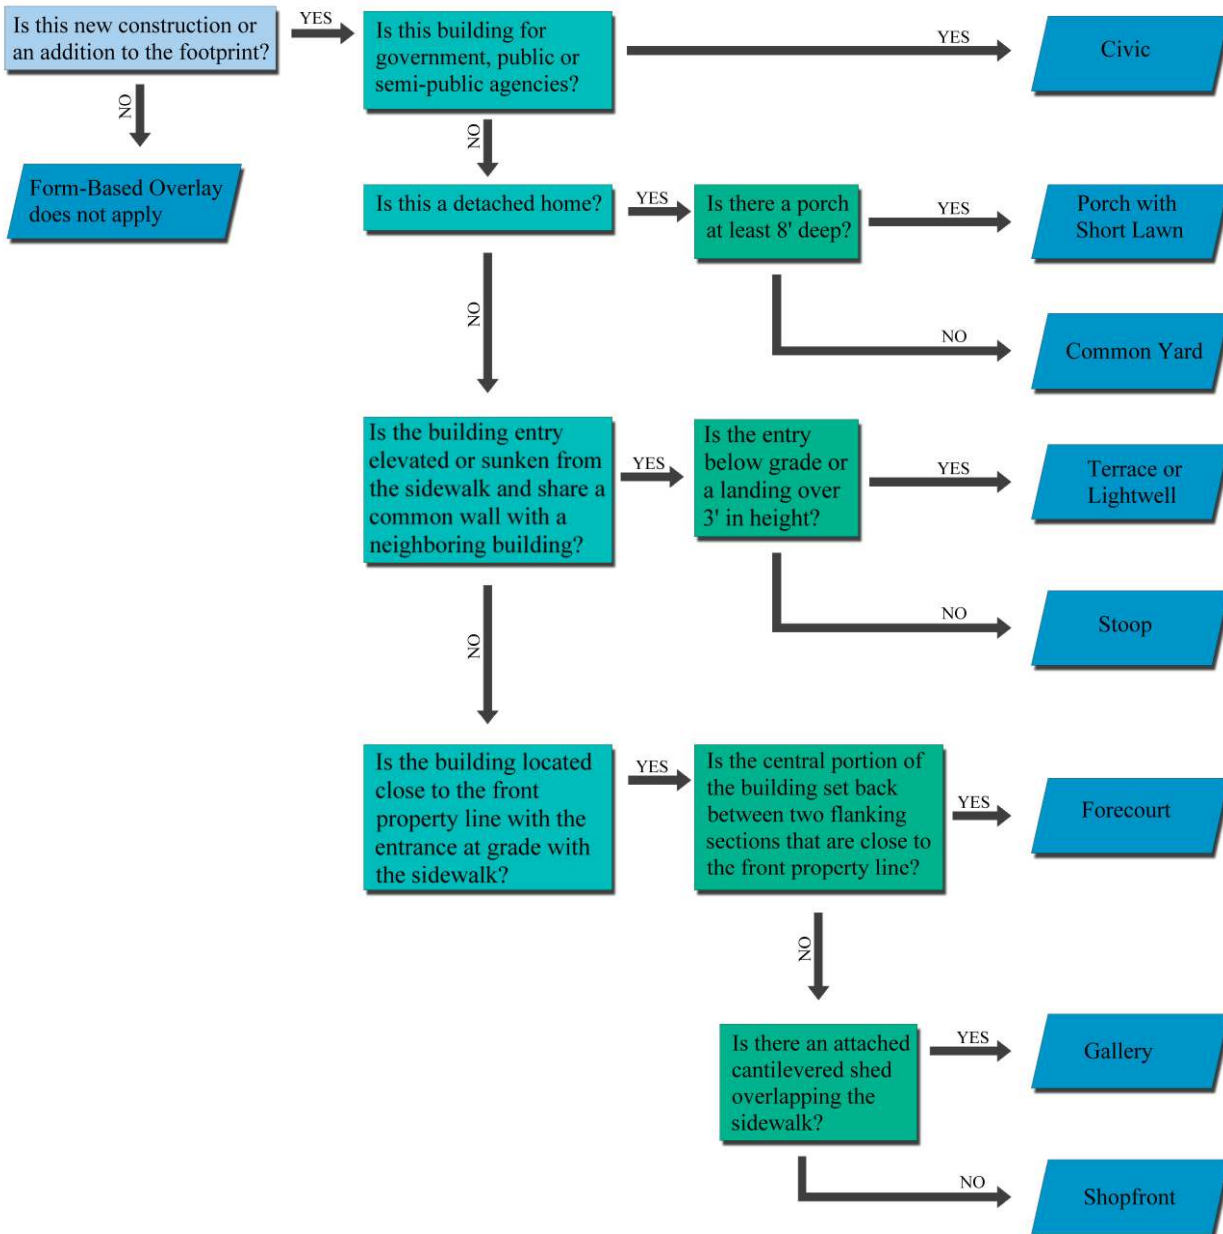 Is this new construction or
an addition to the footprint?
YES
Is this building for
government, public or
semi-public agencies?
YES
Civic
NO
NO
Form-Based Overlay
does not apply
Is this a detached home?
YES
Is there a porch
at least 8' deep?
YES
Porch with
Short Lawn
NO
NO
Common Yard
Is the building entry
elevated or sunken from
the sidewalk and share a
common wall with a
neighboring building?
YES
Is the entry
below grade or
a landing over
3' in height?
YES
Terrace or
Lightwell
NO
NO
Stoop
Is the building located
close to the front
property line with the
entrance at grade with
the sidewalk?
YES
Is the central portion of
the building set back
between two flanking
sections that are close to
the front property line?
YES
Forecourt
NO
Is there an attached
cantilevered shed
overlapping the
sidewalk?
YES
Gallery
NO
Shopfront